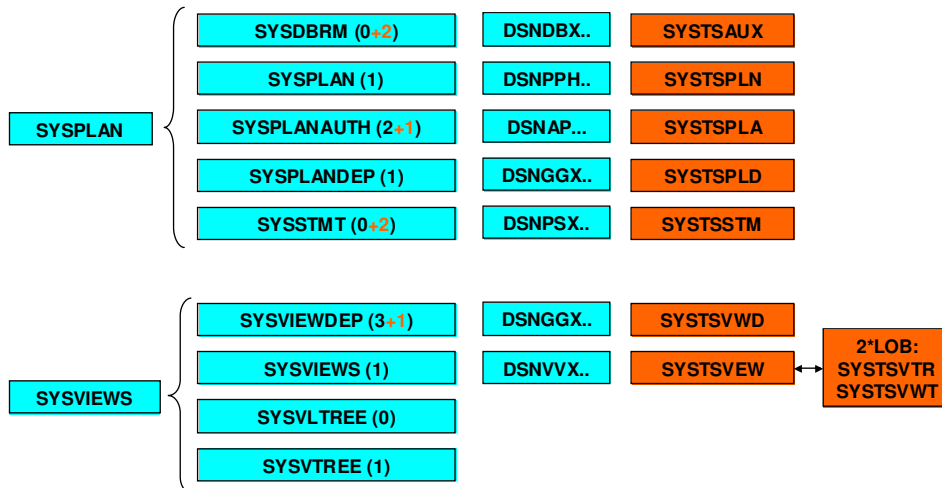 SYSPLAN
SYSDBRM (0+2) DSNDBX.. SYSTSAUX
SYSPLAN (1) DSNPPH.. SYSTSPLN
SYSPLANAUTH (2+1) DSNAP... SYSTSPLA
SYSPLANDEP (1) DSNGGX.. SYSTSPLD
SYSSTMT (0+2) DSNPSX.. SYSTSSTM
SYSVIEWS
SYSVIEWDEP (3+1) DSNGGX.. SYSTSVWD
SYSVIEWS (1) DSNVVX.. SYSTSVEW
2*LOB:
SYSTSVTR
SYSTSVWT
SYSVLTREE (0)
SYSVTREE (1)